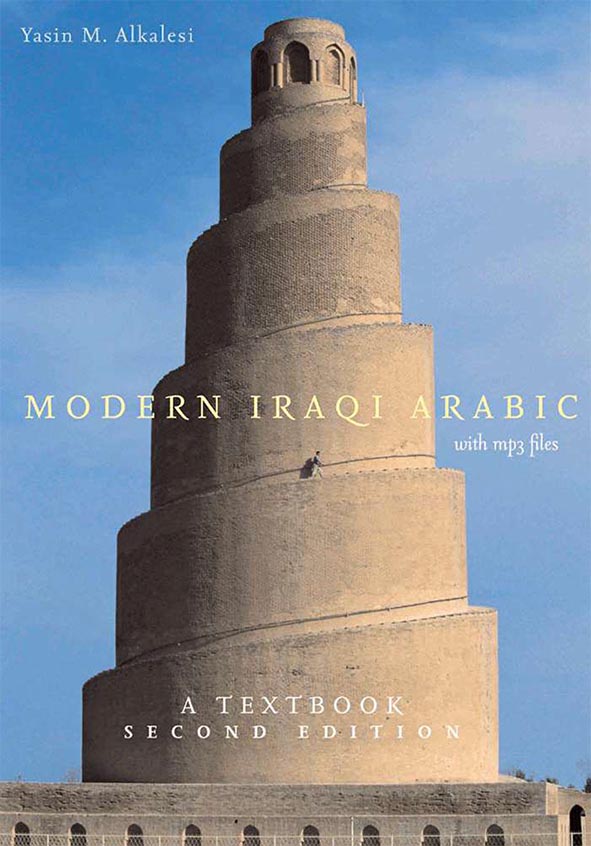 Yasin M. Alkalesi
MODERN IRAQI ARABIC
with mp3 files
A TEXTBOOK
SECOND EDITION